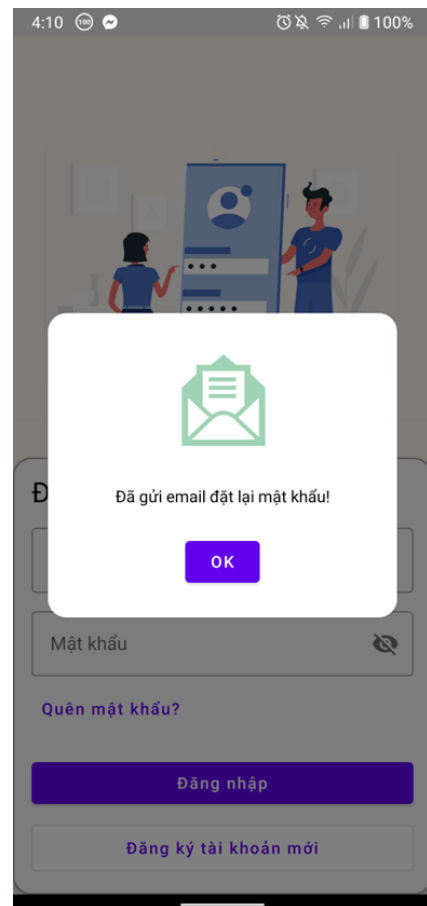 4:10 100 100%
Đã gửi email đặt lại mật khẩu!
OK
Đ
Mật khẩu
Quên mật khẩu?
Đăng nhập
Đăng ký tài khoản mới